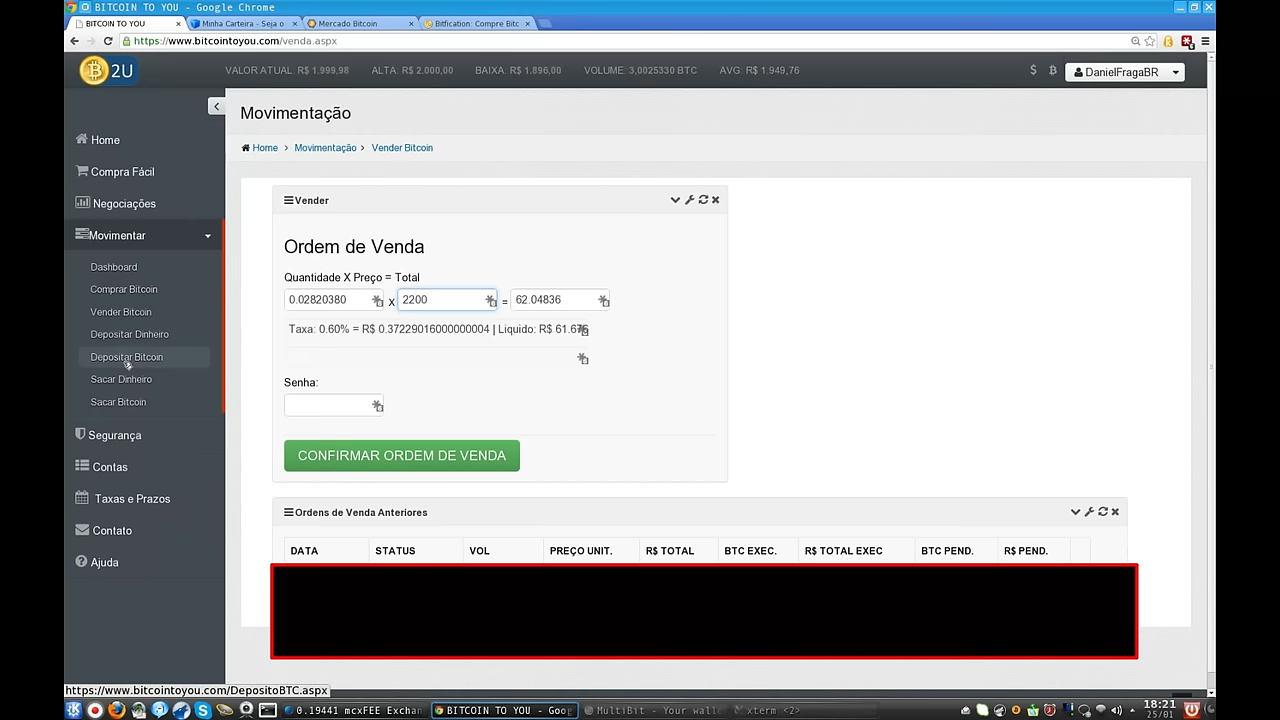 BITCOIN TO YOU - Google Chrome
BITCOIN TO YOU
Minha Carteira - Seja o
Mercado Bitcoin
Bitfication: Compre Bitc
https://www.bitcointoyou.com/venda.aspx
B2U
VALOR ATUAL: R$ 1.999,98
ALTA: R$ 2.000,00
BAIXA: R$ 1.896,00
VOLUME: 3,0025330 BTC
AVG: R$ 1.949,76
DanielFragaBR
Movimentação
Home > Movimentação > Vender Bitcoin
Home
Compra Fácil
Negociações
Movimentar
Dashboard
Comprar Bitcoin
Vender Bitcoin
Depositar Dinheiro
Depositar Bitcoin
Sacar Dinheiro
Sacar Bitcoin
Segurança
Contas
Taxas e Prazos
Contato
Ajuda
Vender
Ordem de Venda
Quantidade X Preço = Total
0.02820380 X 2200 = 62.04836
Taxa: 0.60% = R$ 0.37229016000000004 | Liquido: R$ 61.676
Senha:
CONFIRMAR ORDEM DE VENDA
Ordens de Venda Anteriores
DATA STATUS VOL PREÇO UNIT. R$ TOTAL BTC EXEC. R$ TOTAL EXEC BTC PEND. R$ PEND.
https://www.bitcointoyou.com/DepositoBTC.aspx
0.19441 mcxFEE Exchan
BITCOIN TO YOU - Goog
MultiBit - Your walle
xterm <2>
18:21
25/01